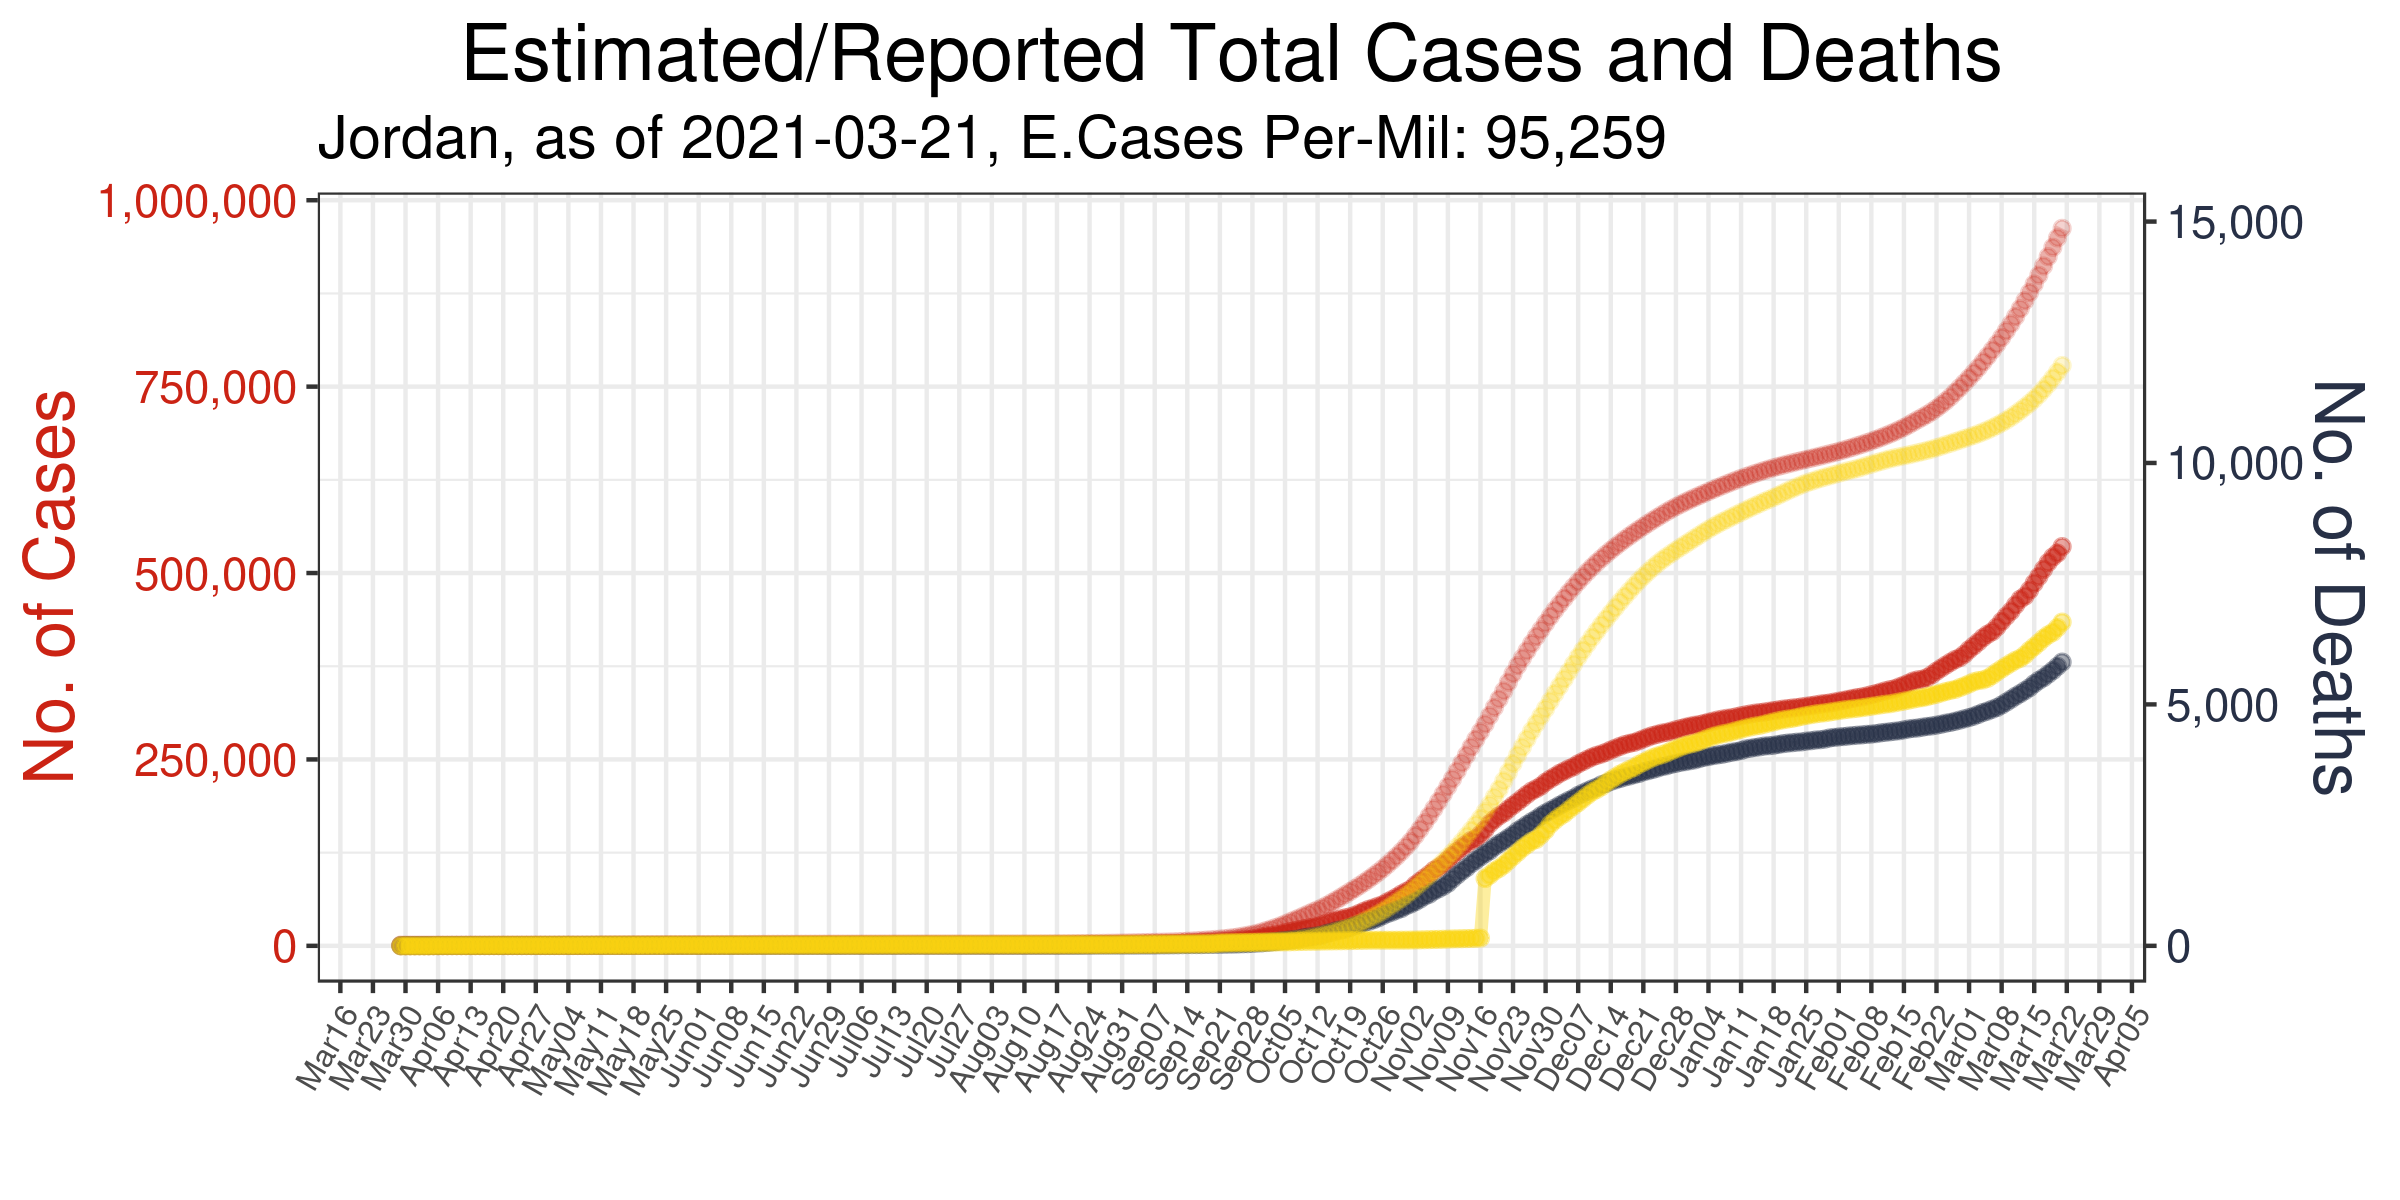 Estimated/Reported Total Cases and Deaths
Jordan, as of 2021-03-21, E.Cases Per-Mil: 95,259
No. of Cases
1,000,000
750,000
500,000
250,000
0
15,000
10,000
5,000
0
No. of Deaths
Mar16
Mar23
Mar30
Apr06
Apr13
Apr20
Apr27
May04
May11
May18
May25
Jun01
Jun08
Jun15
Jun22
Jun29
Jul06
Jul13
Jul20
Jul27
Aug03
Aug10
Aug17
Aug24
Aug31
Sep07
Sep14
Sep21
Sep28
Oct05
Oct12
Oct19
Oct26
Nov02
Nov09
Nov16
Nov23
Nov30
Dec07
Dec14
Dec21
Dec28
Jan04
Jan11
Jan18
Jan25
Feb01
Feb08
Feb15
Feb22
Mar01
Mar08
Mar15
Mar22
Mar29
Apr05